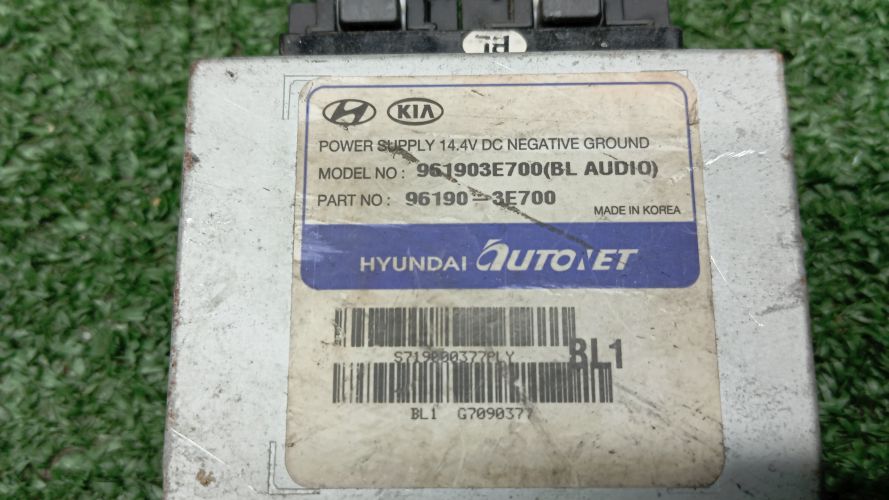 BL
KIA
POWER SUPPLY 14.4V DC NEGATIVE GROUND
MODEL NO : 961903E700(BL AUDIO)
PART NO : 96190-3E700
MADE IN KOREA
HYUNDAI AUTONET
S719000377PLY
BL1
BL1 G7090377